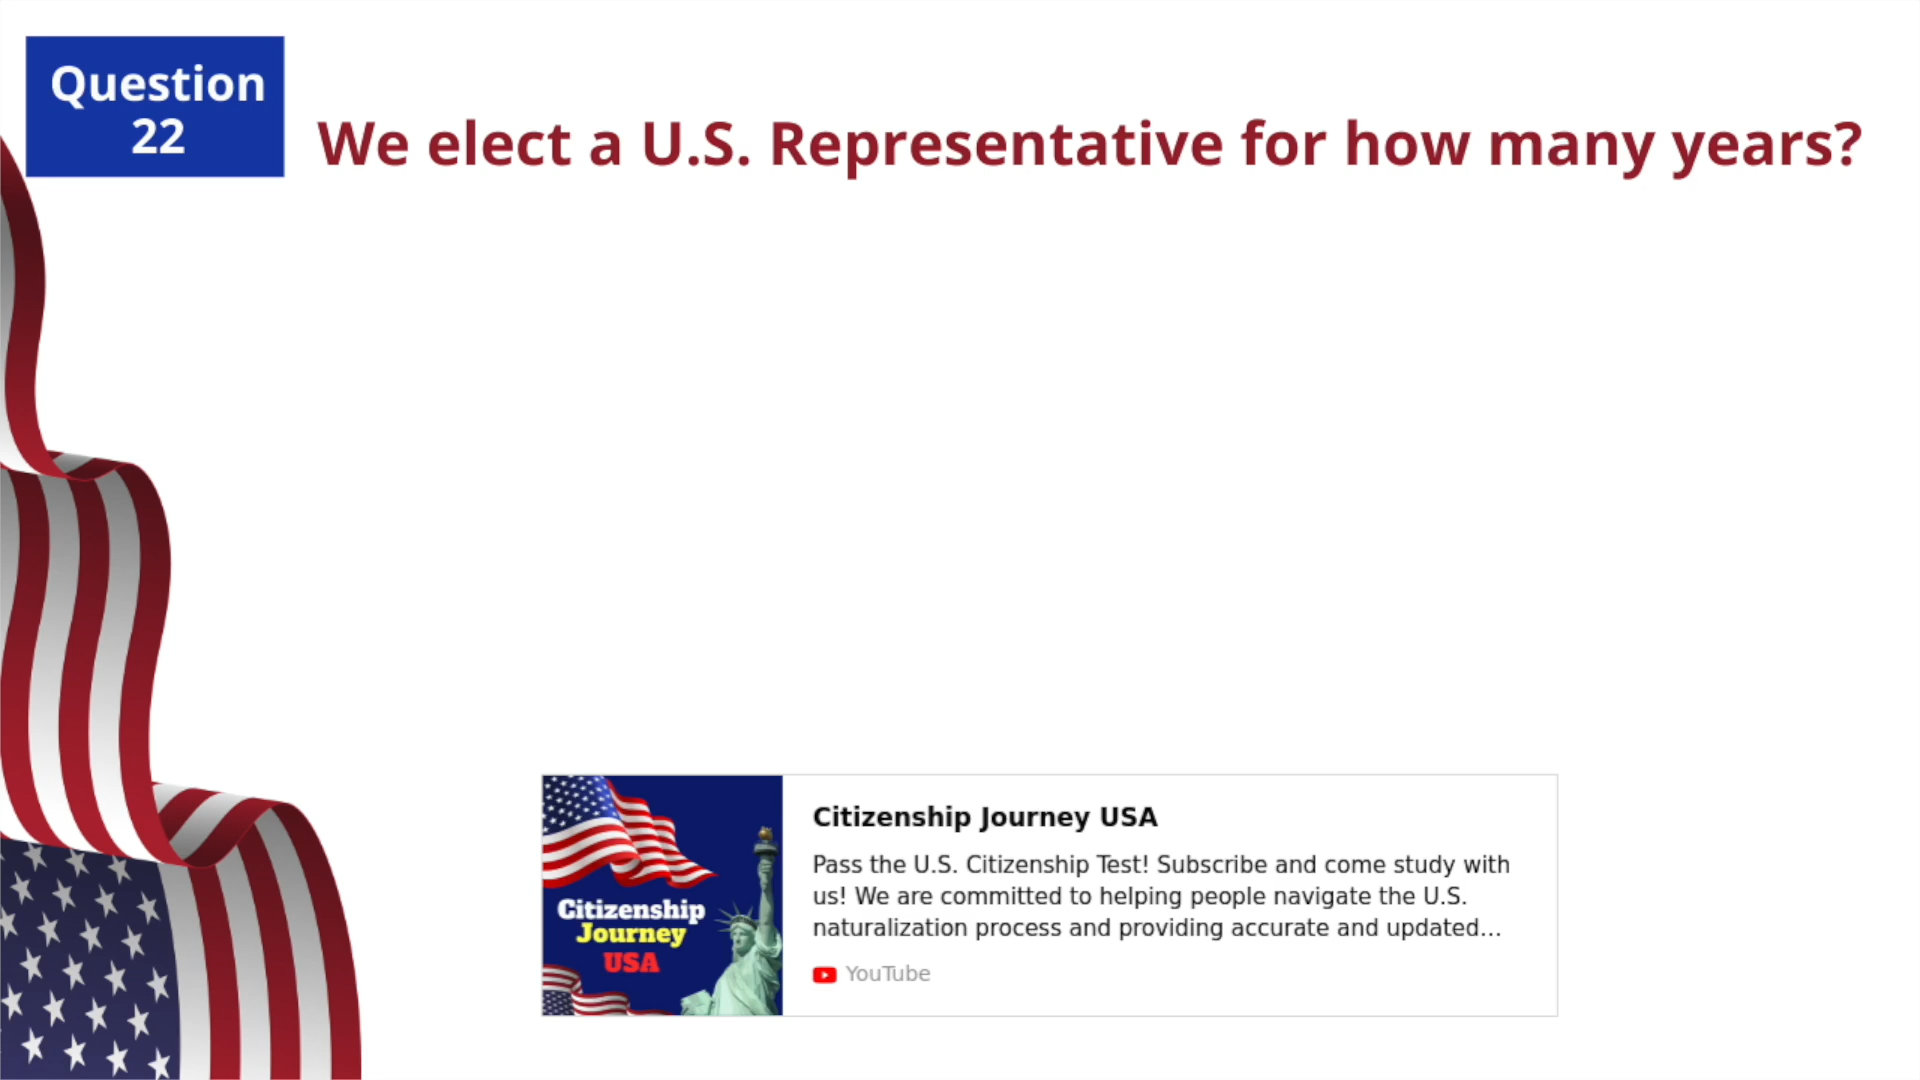 Question
22
We elect a U.S. Representative for how many years?
Citizenship
Journey
USA
Citizenship Journey USA
Pass the U.S. Citizenship Test! Subscribe and come study with
us! We are committed to helping people navigate the U.S.
naturalization process and providing accurate and updated...
YouTube